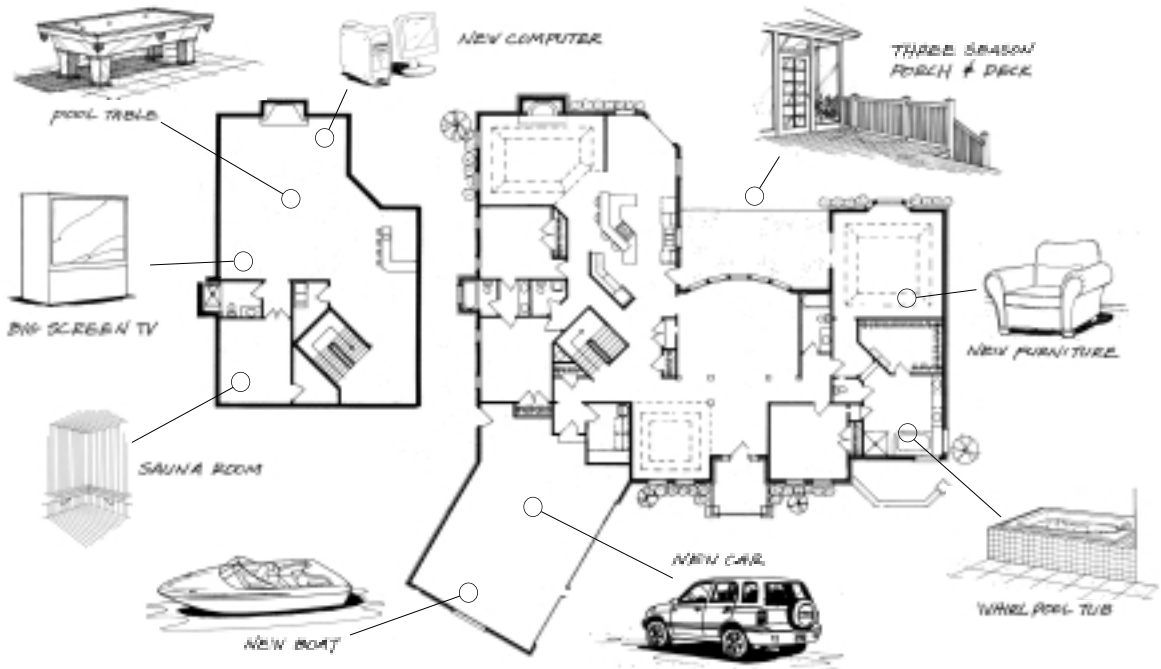 NEW COMPUTER
THREE SEASON
PORCH & DECK
POOL TABLE
BIG SCREEN TV
NEW FURNITURE
SAUNA ROOM
NEW CAR
WHIRLPOOL TUB
NEW BOAT